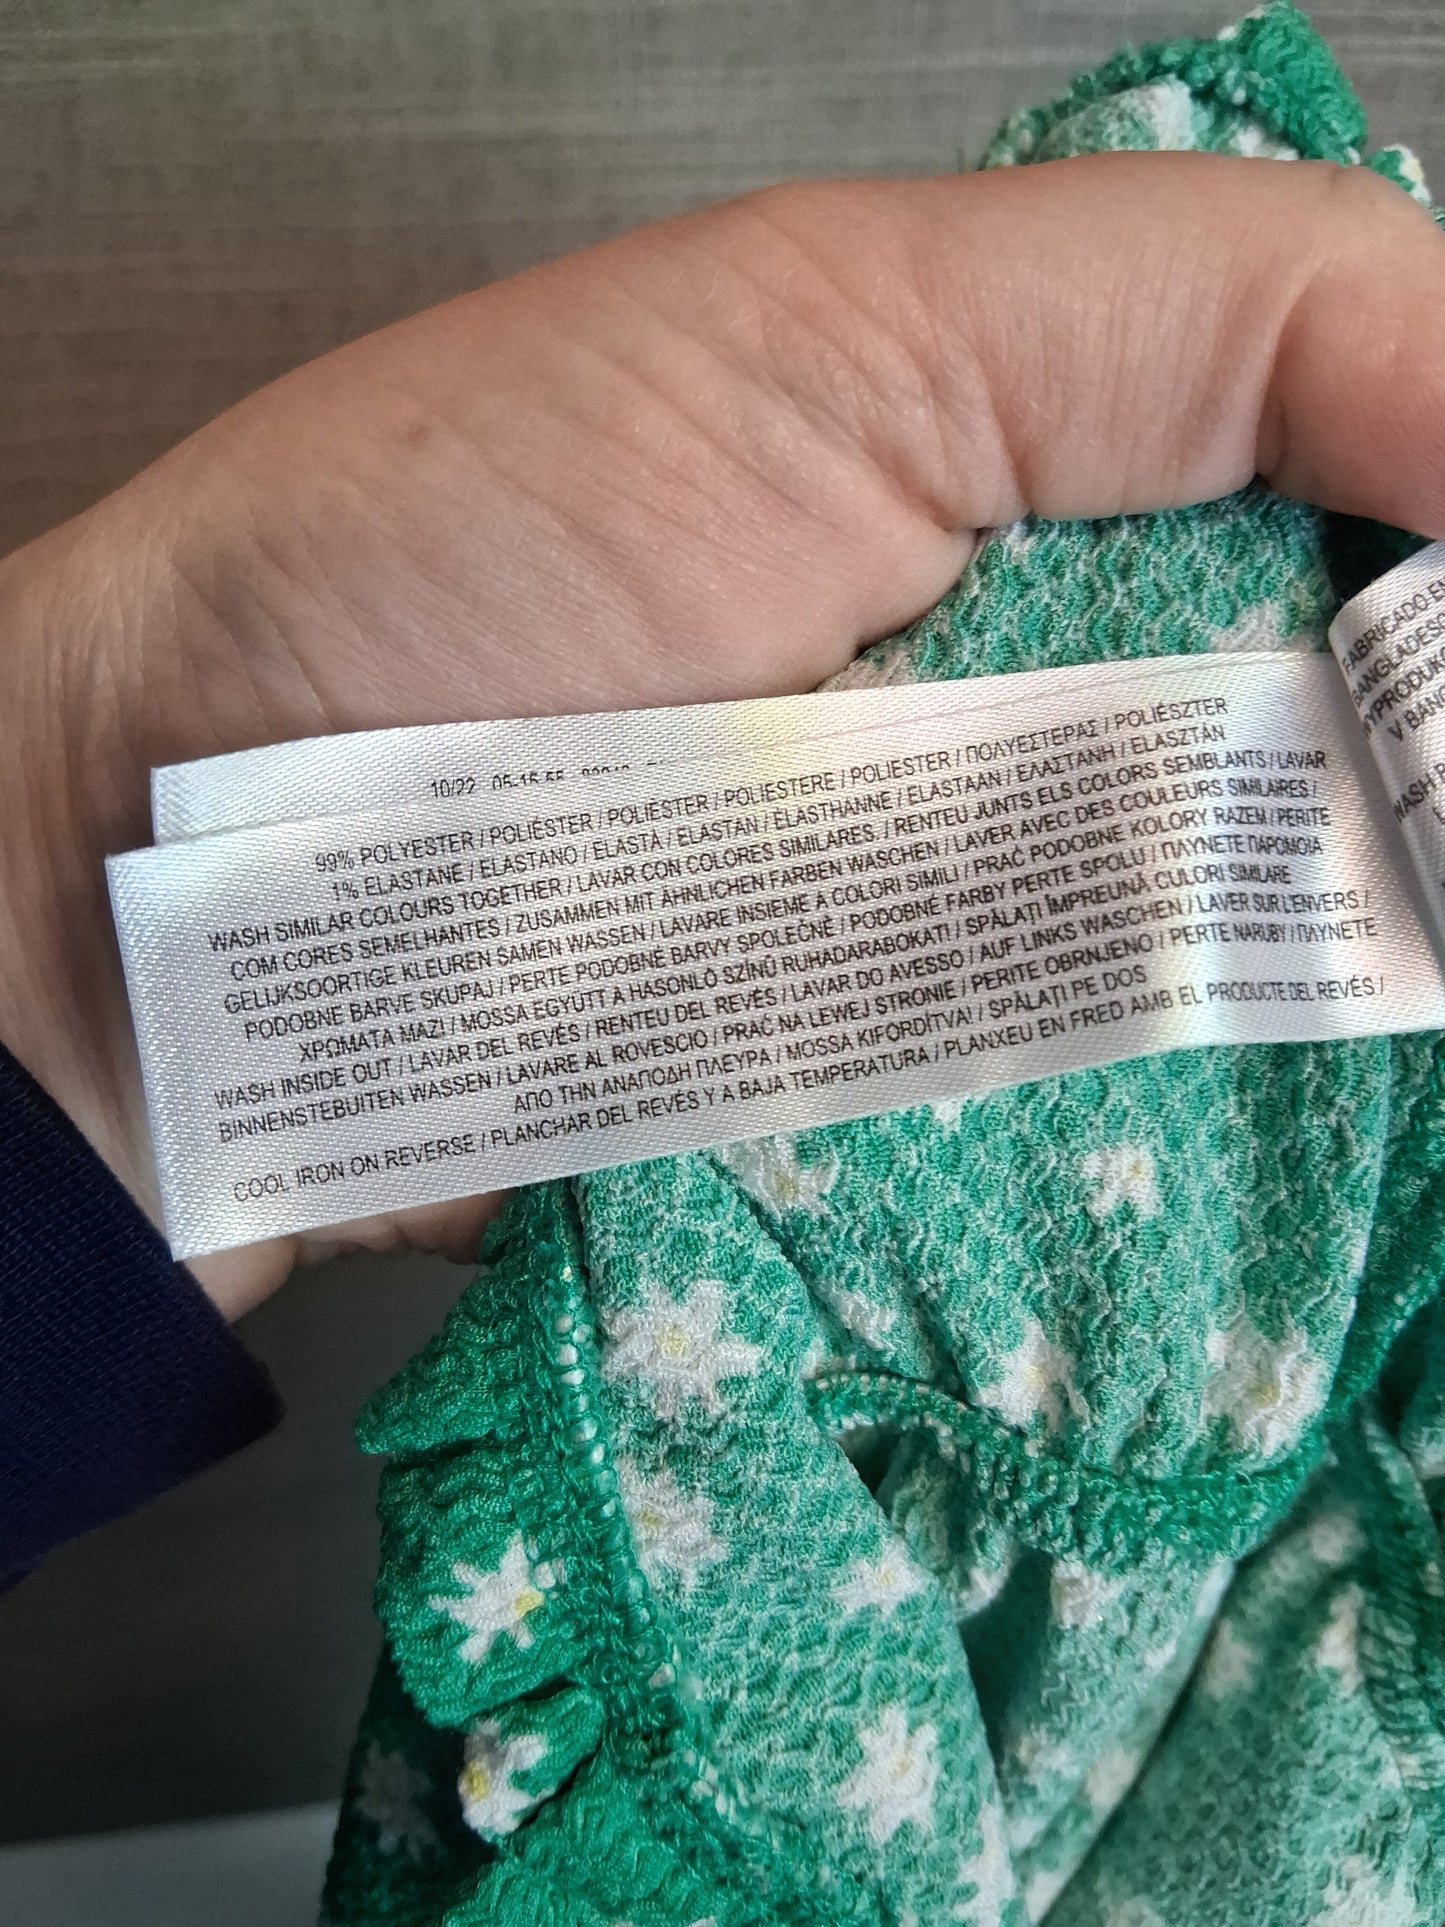 10/22
99% POLYESTER / POLIÉSTER / POLIÉSTER / POLIESTERE / POLIESTER / ΠΟΛΥΕΣΤΕΡΑΣ / POLIÉSZTER
1% ELASTANE / ELASTANO / ELASTA / ELASTAN / ELASTHANNE / ELASTAAN / ΕΛΑΣΤΑΝΗ / ELASZTÁN
WASH SIMILAR COLOURS TOGETHER / LAVAR CON COLORES SIMILARES / RENTEU JUNTS ELS COLORS SEMBLANTS / LAVAR
COM CORES SEMELHANTES / ZUSAMMEN MIT ÄHNLICHEN FARBEN WASCHEN / LAVER AVEC DES COULEURS SIMILAIRES /
GELIJKSOORTIGE KLEUREN SAMEN WASSEN / LAVARE INSIEME A COLORI SIMILI / PRAĆ PODOBNE KOLORY RAZEM / PERITE
PODOBNE BARVE SKUPAJ / PERTE PODOBNÉ BARVY SPOLEČNĚ / PODOBNÉ FARBY PERTE SPOLU / ΠΛΥΝΕΤΕ ΠΑΡΟΜΟΙΑ
ΧΡΩΜΑΤΑ ΜΑΖΙ / MOSSA EGYÜTT A HASONLÓ SZÍNŰ RUHADARABOKAT! / SPĂLAȚI ÎMPREUNĂ CULORI SIMILARE
WASH INSIDE OUT / LAVAR DEL REVÉS / RENTEU DEL REVÉS / LAVAR DO AVESSO / AUF LINKS WASCHEN / LAVER SUR L'ENVERS /
BINNENSTEBUITEN WASSEN / LAVARE AL ROVESCIO / PRAĆ NA LEWEJ STRONIE / PERITE OBRNJENO / PERTE NARUBY / ΠΛΥΝΕΤΕ
ΑΠΟ ΤΗΝ ΑΝΑΠΟΔΗ ΠΛΕΥΡΑ / MOSSA KIFORDÍTVA! / SPĂLAȚI PE DOS
COOL IRON ON REVERSE / PLANCHAR DEL REVÉS Y A BAJA TEMPERATURA / PLANXEU EN FRED AMB EL PRODUCTE DEL REVÉS /
FABRICADO EN
V BANG